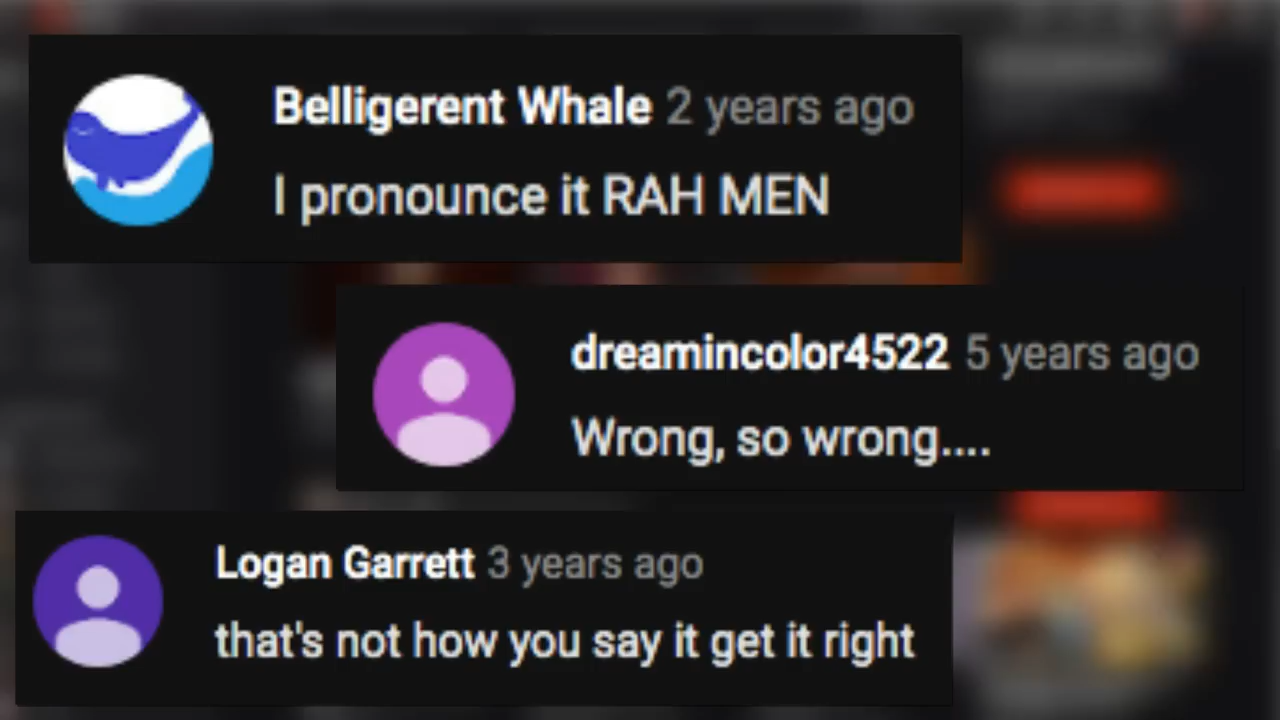 Belligerent Whale 2 years ago
I pronounce it RAH MEN
dreamincolor4522 5 years ago
Wrong, so wrong....
Logan Garrett 3 years ago
that's not how you say it get it right